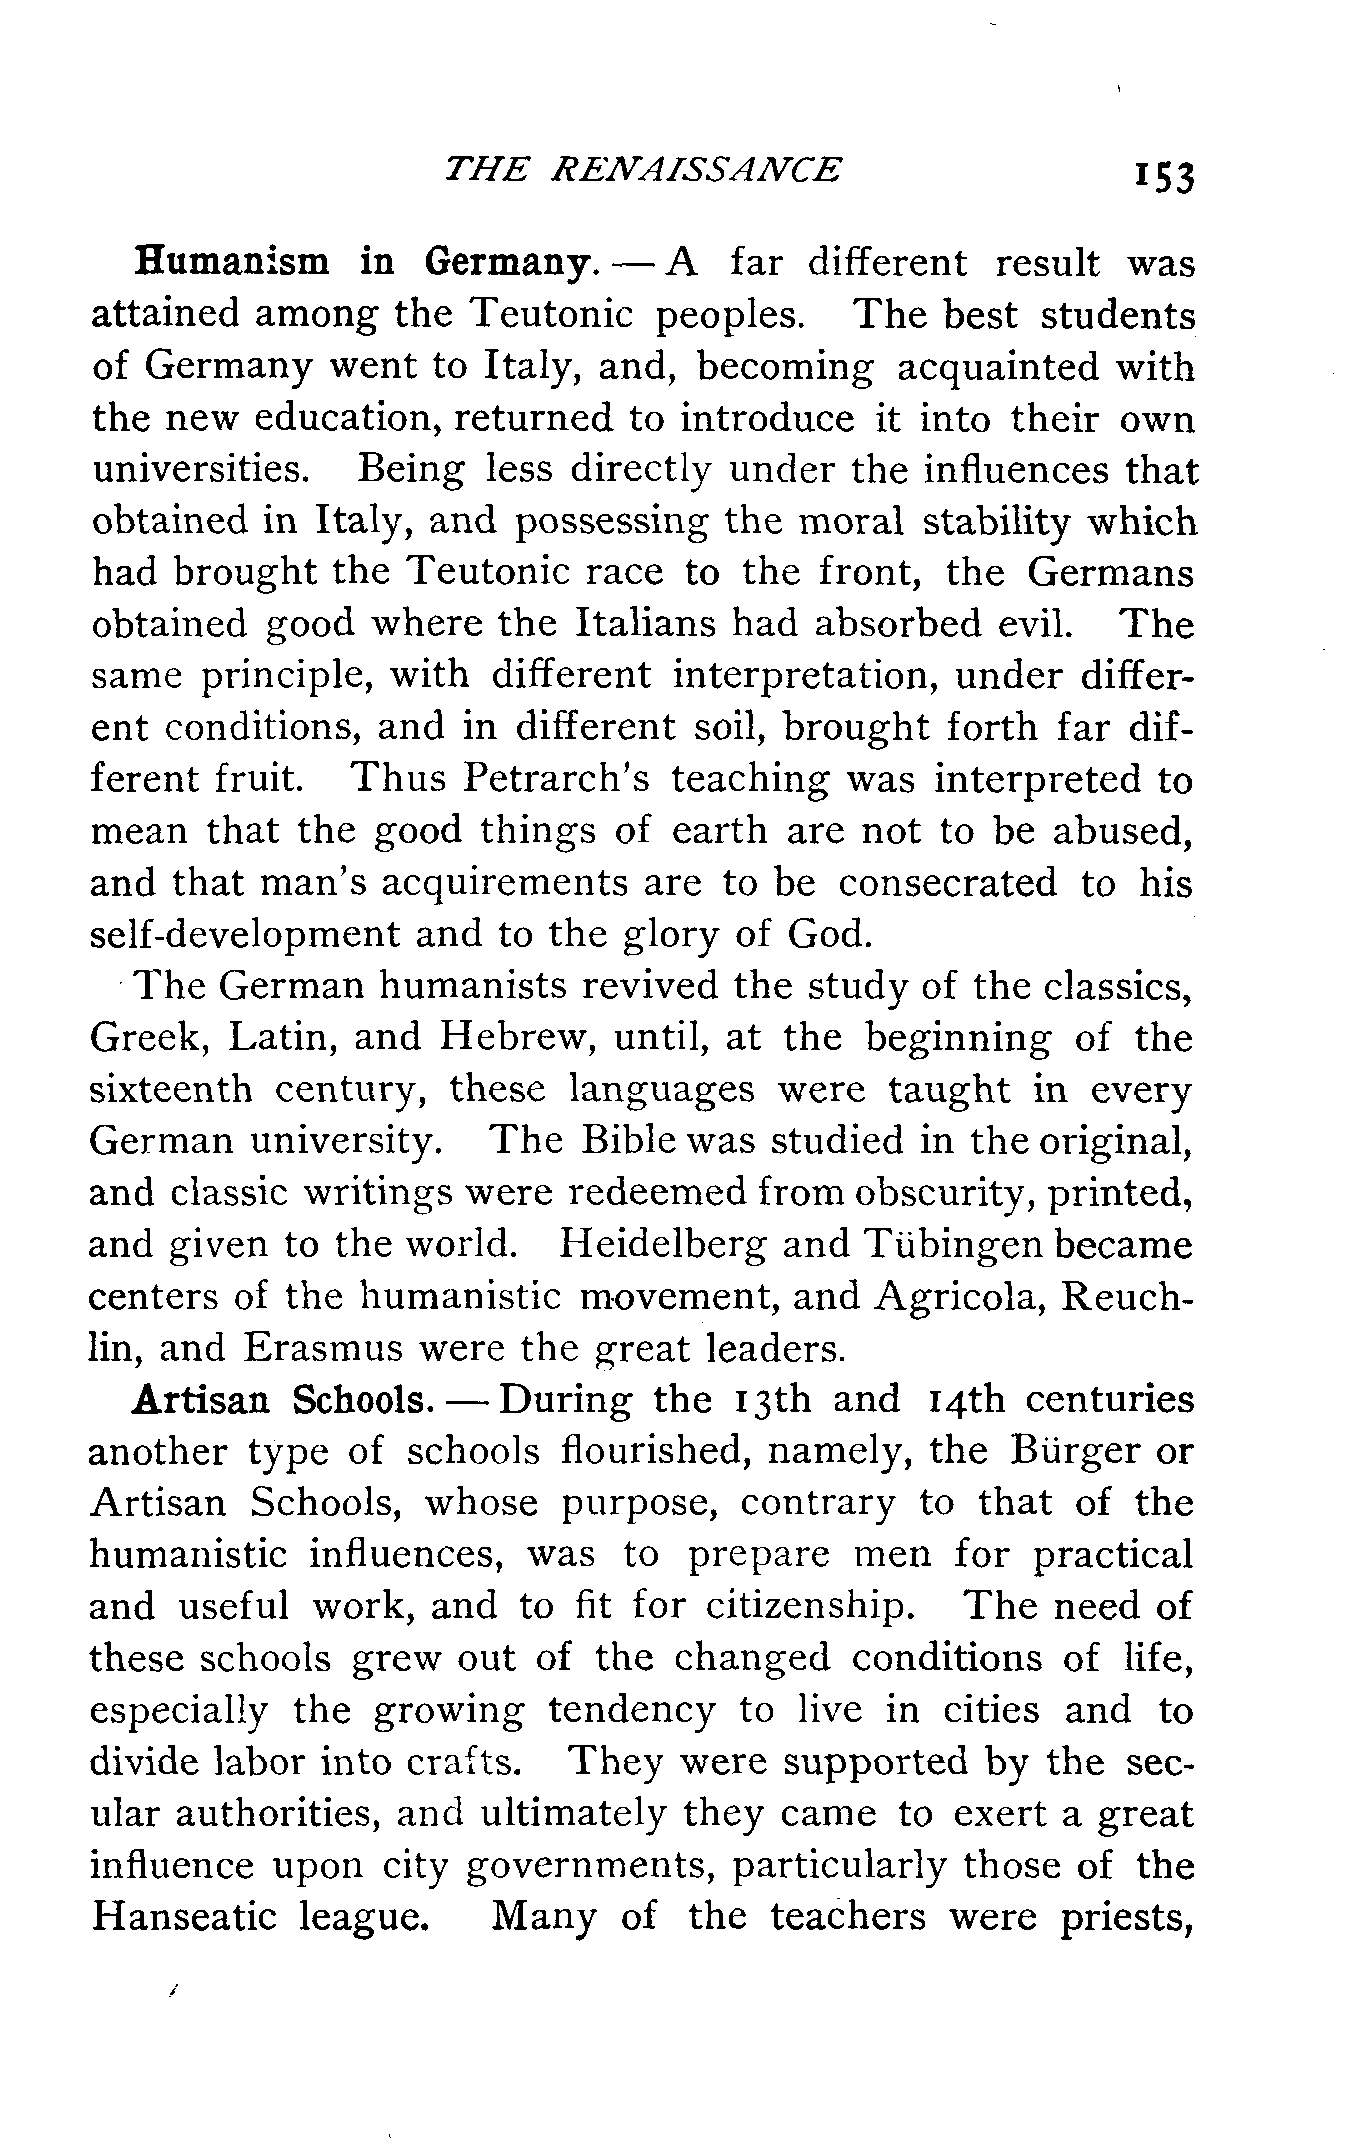 THE RENAISSANCE 153
Humanism in Germany. — A far different result was
attained among the Teutonic peoples. The best students
of Germany went to Italy, and, becoming acquainted with
the new education, returned to introduce it into their own
universities. Being less directly under the influences that
obtained in Italy, and possessing the moral stability which
had brought the Teutonic race to the front, the Germans
obtained good where the Italians had absorbed evil. The
same principle, with different interpretation, under differ-
ent conditions, and in different soil, brought forth far dif-
ferent fruit. Thus Petrarch's teaching was interpreted to
mean that the good things of earth are not to be abused,
and that man's acquirements are to be consecrated to his
self-development and to the glory of God.
The German humanists revived the study of the classics,
Greek, Latin, and Hebrew, until, at the beginning of the
sixteenth century, these languages were taught in every
German university. The Bible was studied in the original,
and classic writings were redeemed from obscurity, printed,
and given to the world. Heidelberg and Tübingen became
centers of the humanistic movement, and Agricola, Reuch-
lin, and Erasmus were the great leaders.
Artisan Schools. — During the 13th and 14th centuries
another type of schools flourished, namely, the Bürger or
Artisan Schools, whose purpose, contrary to that of the
humanistic influences, was to prepare men for practical
and useful work, and to fit for citizenship. The need of
these schools grew out of the changed conditions of life,
especially the growing tendency to live in cities and to
divide labor into crafts. They were supported by the sec-
ular authorities, and ultimately they came to exert a great
influence upon city governments, particularly those of the
Hanseatic league. Many of the teachers were priests,